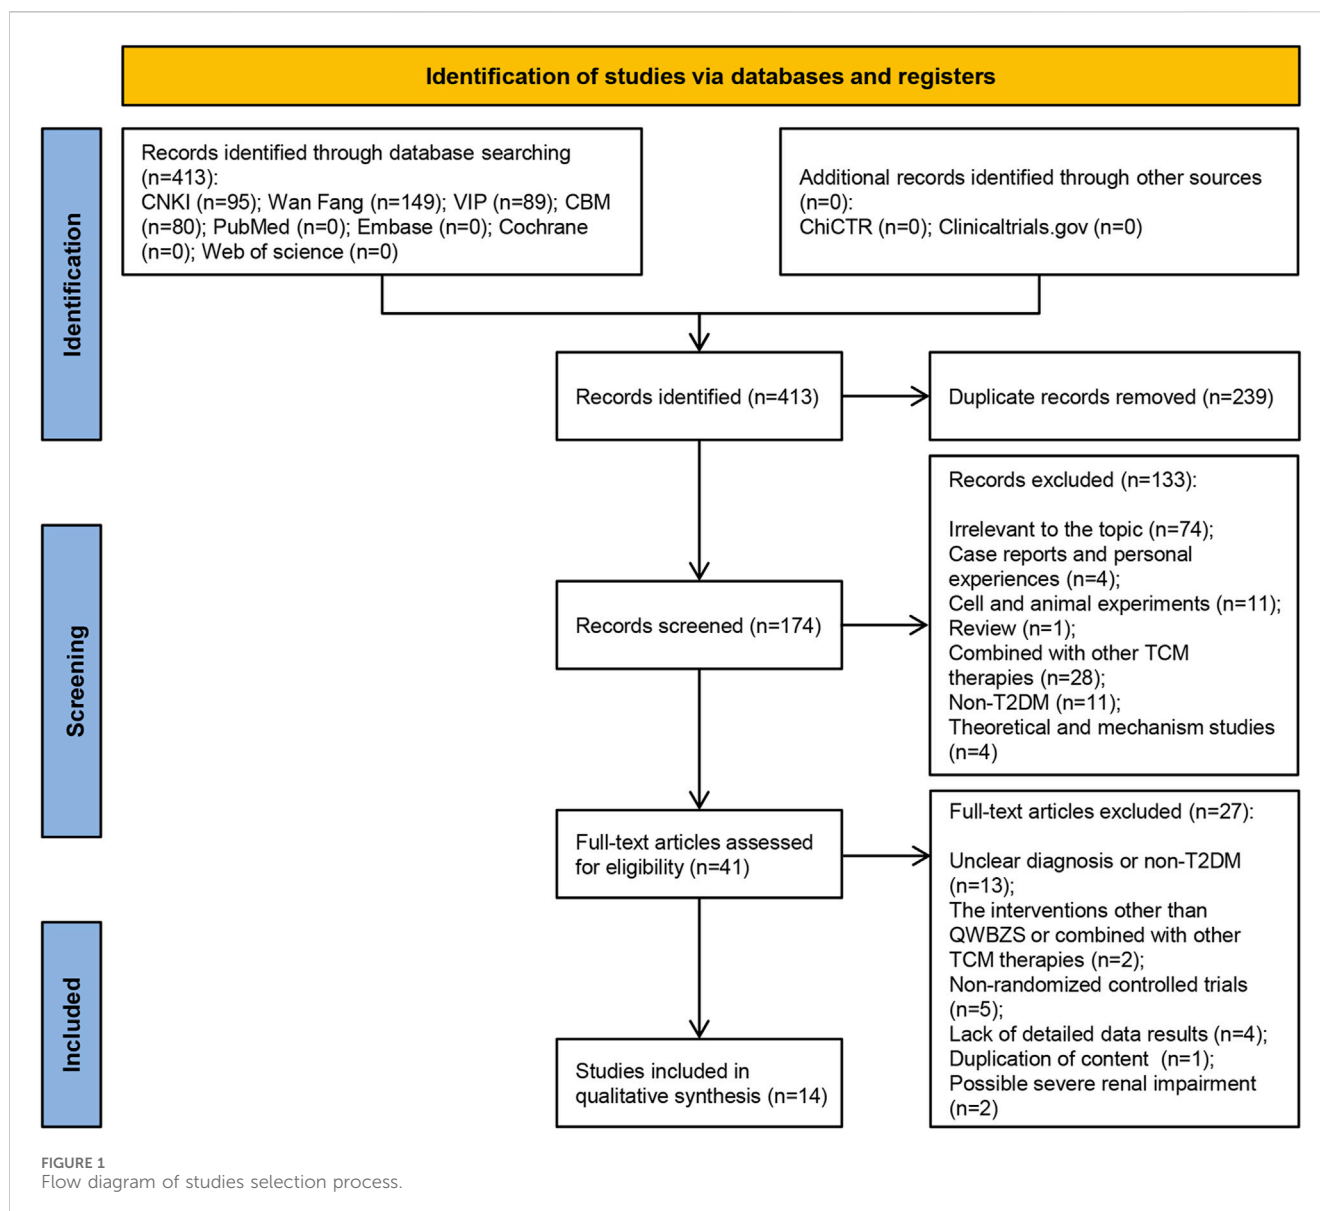 Identification of studies via databases and registers
Identification
Records identified through database searching
(n=413):
CNKI (n=95); Wan Fang (n=149); VIP (n=89); CBM
(n=80); PubMed (n=0); Embase (n=0); Cochrane
(n=0); Web of science (n=0)
Additional records identified through other sources
(n=0):
ChiCTR (n=0); Clinicaltrials.gov (n=0)
Records identified (n=413)
Duplicate records removed (n=239)
Screening
Records screened (n=174)
Records excluded (n=133):
Irrelevant to the topic (n=74);
Case reports and personal
experiences (n=4);
Cell and animal experiments (n=11);
Review (n=1);
Combined with other TCM
therapies (n=28);
Non-T2DM (n=11);
Theoretical and mechanism studies
(n=4)
Full-text articles assessed
for eligibility (n=41)
Full-text articles excluded (n=27):
Unclear diagnosis or non-T2DM
(n=13);
The interventions other than
QWBZS or combined with other
TCM therapies (n=2);
Non-randomized controlled trials
(n=5);
Lack of detailed data results (n=4);
Duplication of content (n=1);
Possible severe renal impairment
(n=2)
Included
Studies included in
qualitative synthesis (n=14)
FIGURE 1
Flow diagram of studies selection process.